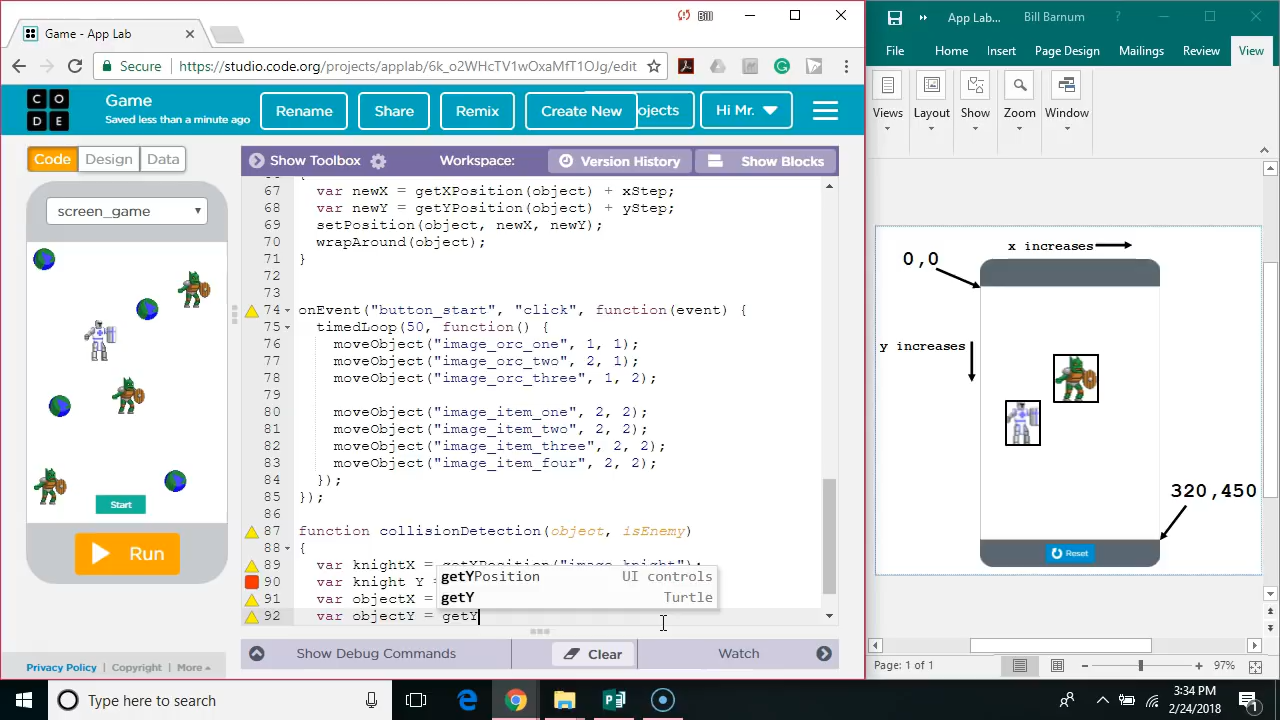 Bill
Game - App Lab
Secure
https://studio.code.org/projects/applab/6k_o2WHcTV1wOxaMfT1OJg/edit
C O
D E
Game
Saved less than a minute ago
Rename
Share
Remix
Create New
ojects
Hi Mr.
Code
Design
Data
Show Toolbox
Workspace:
Version History
Show Blocks
screen_game
Start
Run
Privacy Policy
Copyright
More
67 var newX = getXPosition(object) + xStep;
68 var newY = getYPosition(object) + yStep;
69 setPosition(object, newX, newY);
70 wrapAround(object);
71 }
72
73
74 onEvent("button_start", "click", function(event) {
75 timedLoop(50, function() {
76 moveObject("image_orc_one", 1, 1);
77 moveObject("image_orc_two", 2, 1);
78 moveObject("image_orc_three", 1, 2);
79
80 moveObject("image_item_one", 2, 2);
81 moveObject("image_item_two", 2, 2);
82 moveObject("image_item_three", 2, 2);
83 moveObject("image_item_four", 2, 2);
84 });
85 });
86
87 function collisionDetection(object, isEnemy)
88 {
89 var knightX = getXPosition("image_knight");
90 var knight Y =
91 var objectX =
92 var objectY = getY
getYPosition UI controls
getY Turtle
Show Debug Commands
Clear
Watch
App Lab...
Bill Barnum
?
File
Home
Insert
Page Design
Mailings
Review
View
Views
Layout
Show
Zoom
Window
x increases
0,0
y increases
320,450
Reset
Page: 1 of 1
97%
Type here to search
3:34 PM
2/24/2018
1